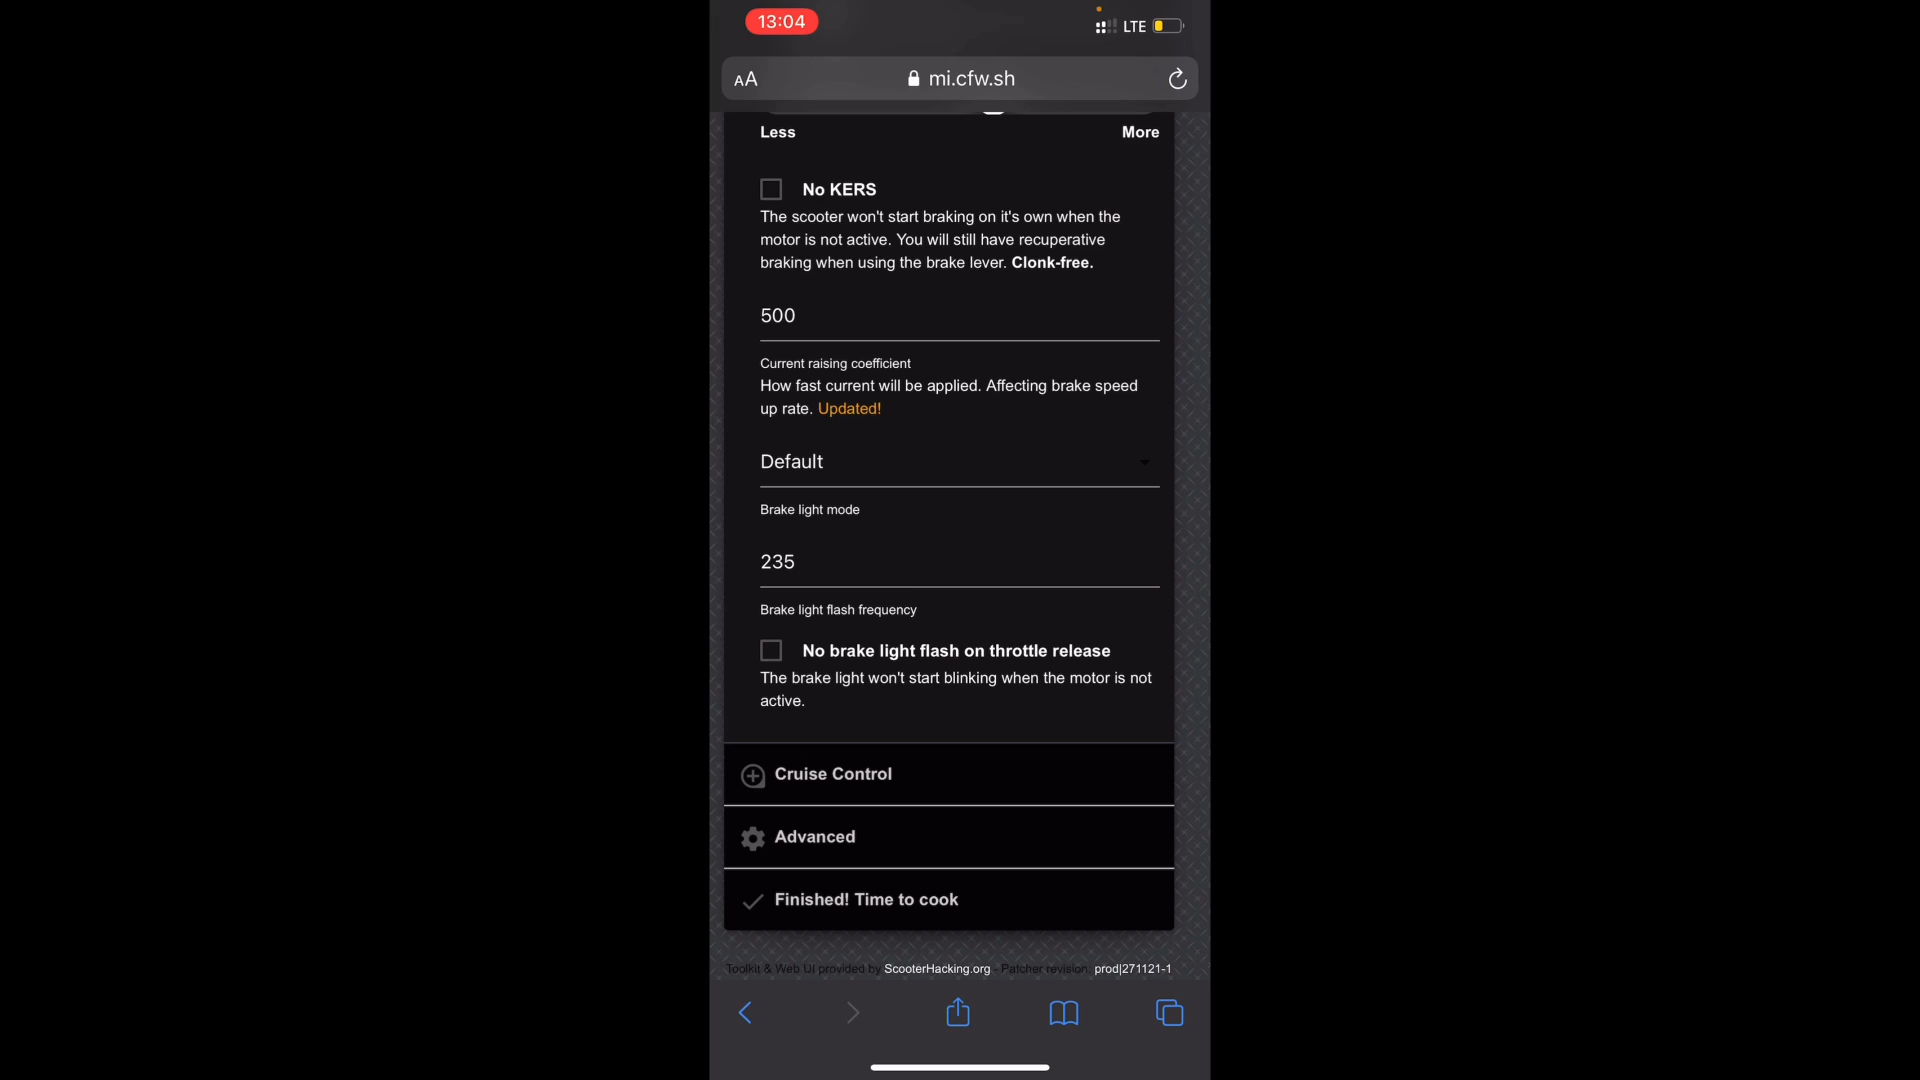 13:04
LTE
AA
mi.cfw.sh
Less
More
No KERS
The scooter won't start braking on it's own when the
motor is not active. You will still have recuperative
braking when using the brake lever. Clonk-free.
500
Current raising coefficient
How fast current will be applied. Affecting brake speed
up rate. Updated!
Default
Brake light mode
235
Brake light flash frequency
No brake light flash on throttle release
The brake light won't start blinking when the motor is not
active.
Cruise Control
Advanced
Finished! Time to cook
Toolkit & Web UI provided by ScooterHacking.org - Patcher revision: prod|271121-1